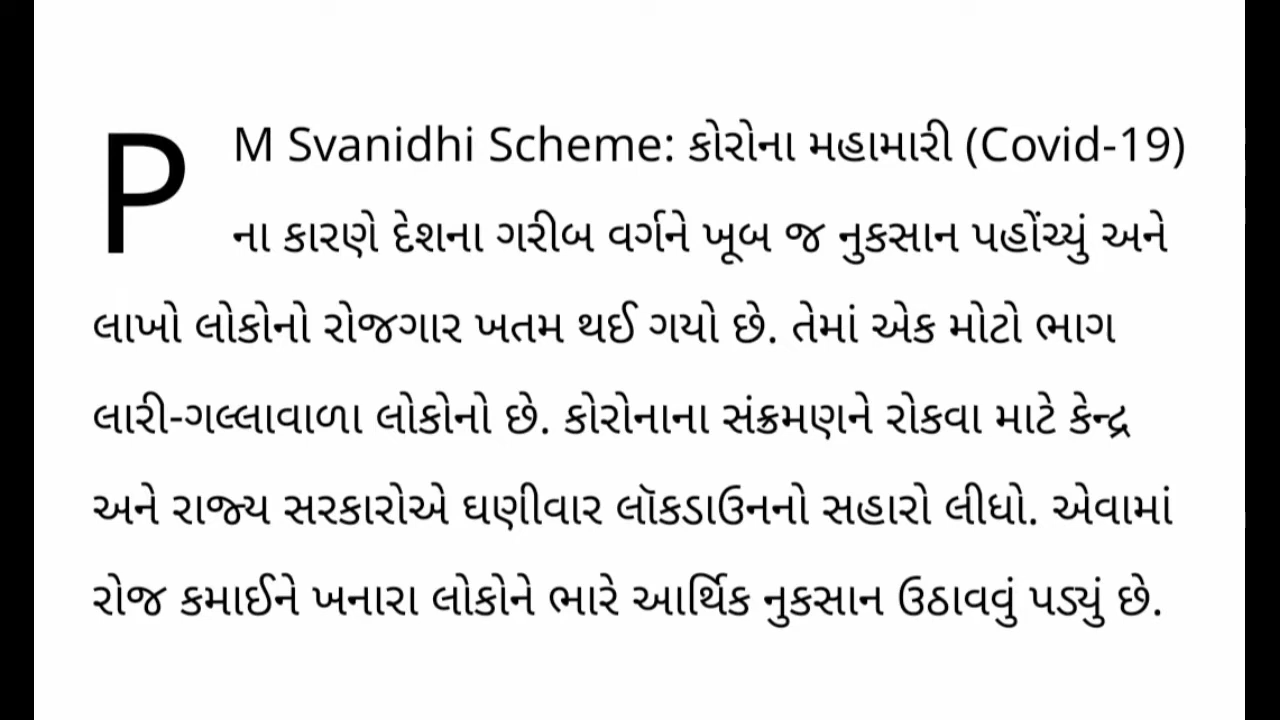 PM Svanidhi Scheme: કોરોના મહામારી (Covid-19)
ના કારણે દેશના ગરીબ વર્ગને ખૂબ જ નુકસાન પહોંચ્યું અને
લાખો લોકોનો રોજગાર ખતમ થઈ ગયો છે. તેમાં એક મોટો ભાગ
લારી-ગલ્લાવાળા લોકોનો છે. કોરોનાના સંક્રમણને રોકવા માટે કેન્દ્ર
અને રાજ્ય સરકારોએ ઘણીવાર લૉકડાઉનનો સહારો લીધો. એવામાં
રોજ કમાઈને ખનારા લોકોને ભારે આર્થિક નુકસાન ઉઠાવવું પડ્યું છે.